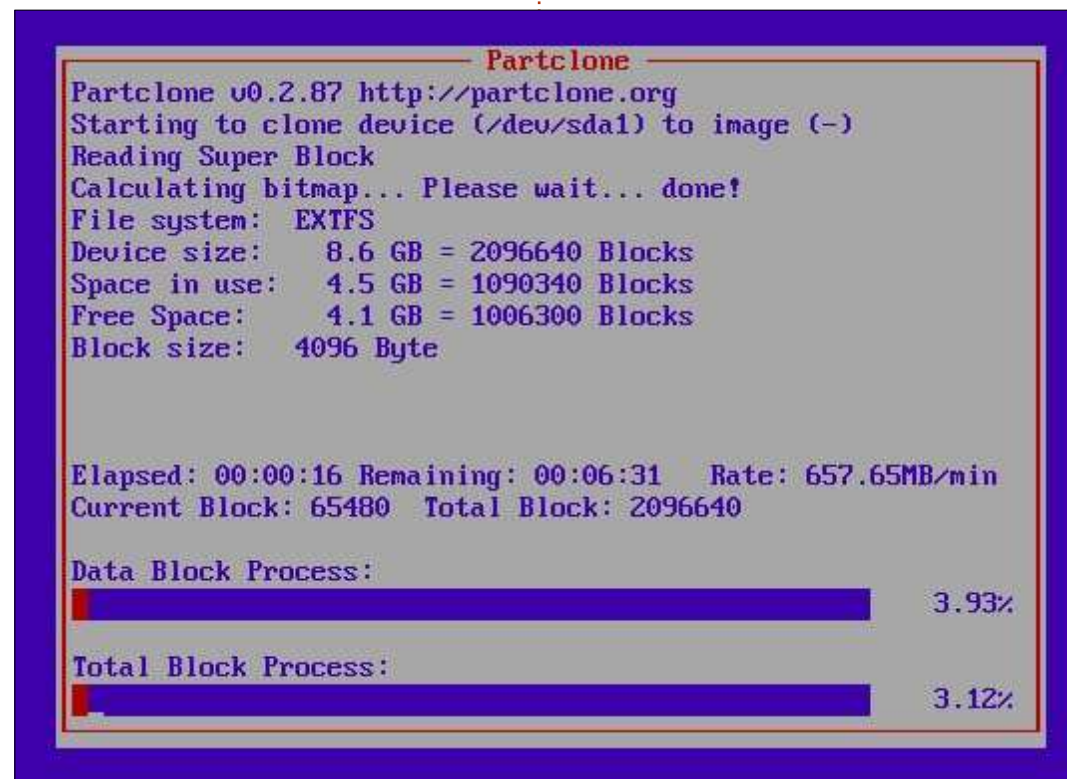 Partclone
Partclone v0.2.87 http://partclone.org
Starting to clone device (/dev/sda1) to image (-)
Reading Super Block
Calculating bitmap... Please wait... done!
File system: EXTFS
Device size: 8.6 GB = 2096640 Blocks
Space in use: 4.5 GB = 1090340 Blocks
Free Space: 4.1 GB = 1006300 Blocks
Block size: 4096 Byte
Elapsed: 00:00:16 Remaining: 00:06:31 Rate: 657.65MB/min
Current Block: 65480 Total Block: 2096640
Data Block Process:
3.93%
Total Block Process:
3.12%